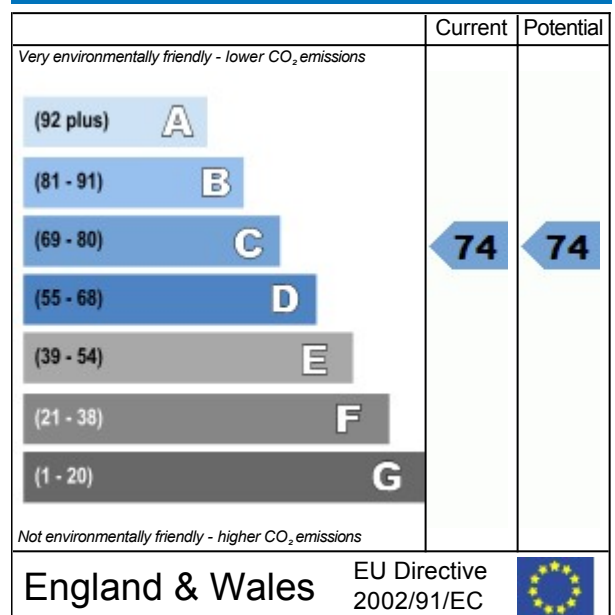 Current Potential
Very environmentally friendly - lower CO₂ emissions
(92 plus) A
(81 - 91) B
(69 - 80) C 74 74
(55 - 68) D
(39 - 54) E
(21 - 38) F
(1 - 20) G
Not environmentally friendly - higher CO₂ emissions
England & Wales
EU Directive
2002/91/EC